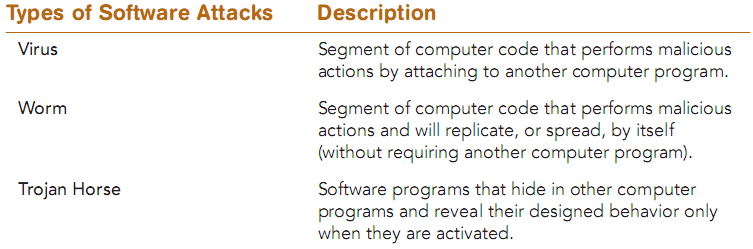 Types of Software Attacks Description
Virus Segment of computer code that performs malicious
actions by attaching to another computer program.
Worm Segment of computer code that performs malicious
actions and will replicate, or spread, by itself
(without requiring another computer program).
Trojan Horse Software programs that hide in other computer
programs and reveal their designed behavior only
when they are activated.